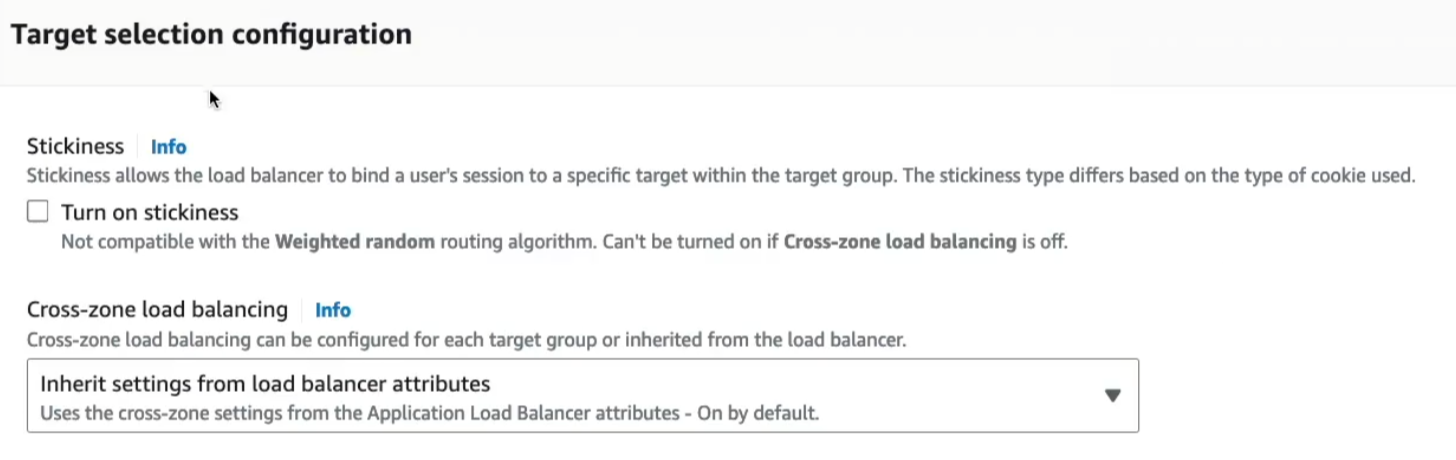 Target selection configuration
Stickiness Info
Stickiness allows the load balancer to bind a user's session to a specific target within the target group. The stickiness type differs based on the type of cookie used.
Turn on stickiness
Not compatible with the Weighted random routing algorithm. Can't be turned on if Cross-zone load balancing is off.
Cross-zone load balancing Info
Cross-zone load balancing can be configured for each target group or inherited from the load balancer.
Inherit settings from load balancer attributes
Uses the cross-zone settings from the Application Load Balancer attributes - On by default.